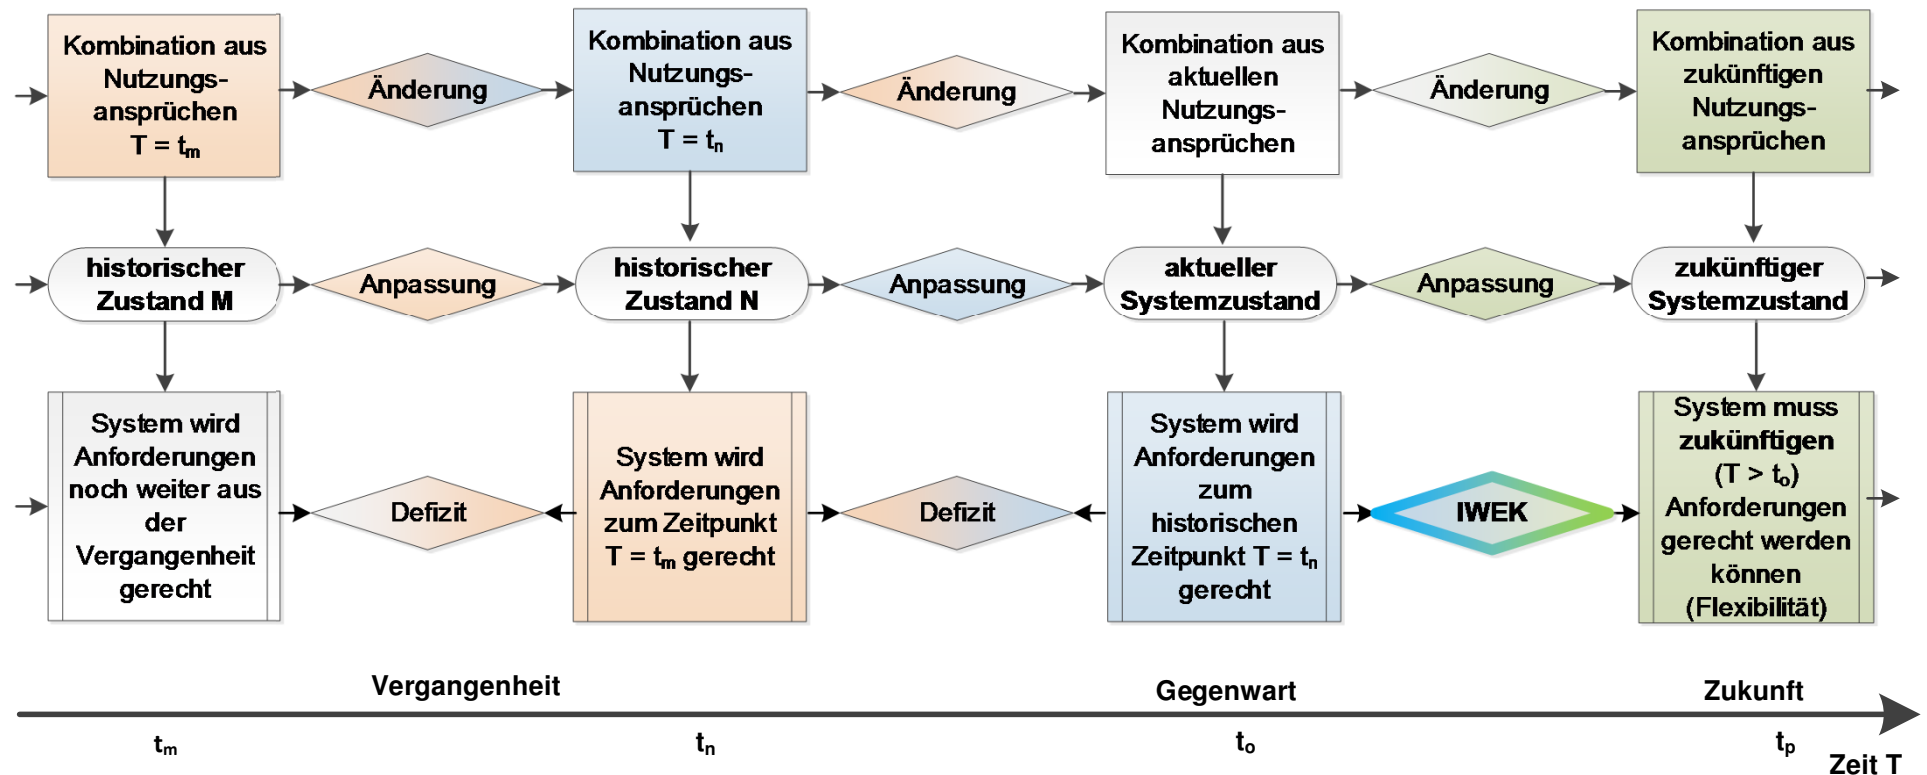 Kombination aus
Nutzungs-
ansprüchen
T = tm
Änderung
Kombination aus
Nutzungs-
ansprüchen
T = tn
Änderung
Kombination aus
aktuellen
Nutzungs-
ansprüchen
Änderung
Kombination aus
zukünftigen
Nutzungs-
ansprüchen
historischer
Zustand M
Anpassung
historischer
Zustand N
Anpassung
aktueller
Systemzustand
Anpassung
zukünftiger
Systemzustand
System wird
Anforderungen
noch weiter aus
der
Vergangenheit
gerecht
Defizit
System wird
Anforderungen
zum Zeitpunkt
T = tm gerecht
Defizit
System wird
Anforderungen
zum
historischen
Zeitpunkt T = tn
gerecht
IWEK
System muss
zukünftigen
(T > to)
Anforderungen
gerecht werden
können
(Flexibilität)
Vergangenheit
Gegenwart
Zukunft
tm
tn
to
tp
Zeit T